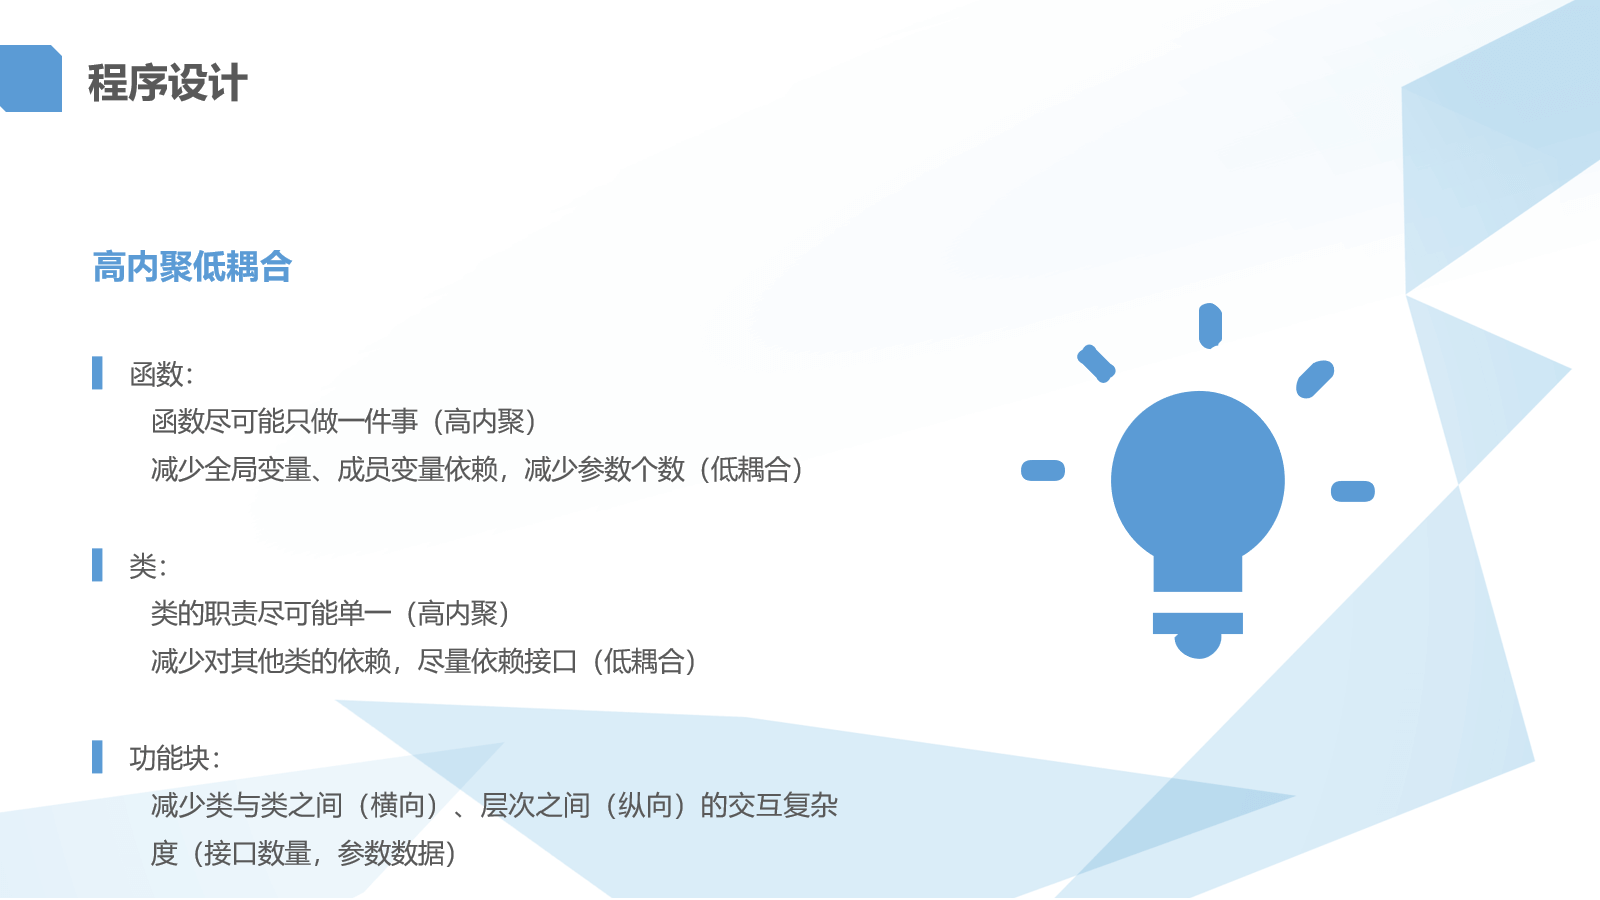 程序设计
高内聚低耦合
函数：
函数尽可能只做一件事（高内聚）
减少全局变量、成员变量依赖，减少参数个数（低耦合）
类：
类的职责尽可能单一（高内聚）
减少对其他类的依赖，尽量依赖接口（低耦合）
功能块：
减少类与类之间（横向）、层次之间（纵向）的交互复杂
度（接口数量，参数数据）